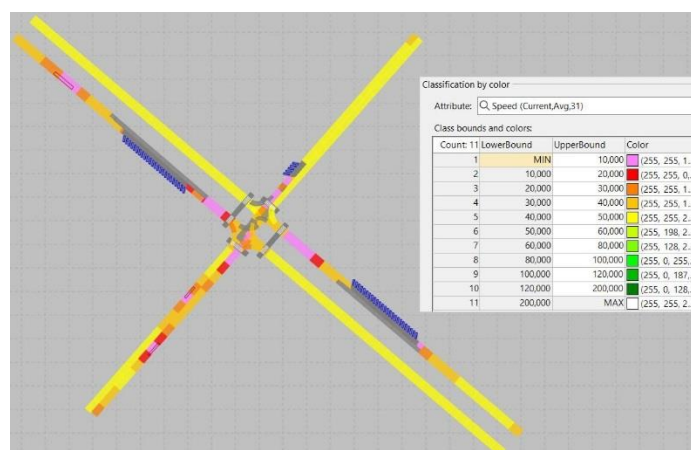 Classification by color
Attribute: Speed (Current,Avg,31)
Class bounds and colors:
Count: 11 LowerBound UpperBound Color
1 MIN 10,000 (255, 255, 1...
2 10,000 20,000 (255, 255, 0,...
3 20,000 30,000 (255, 255, 1...
4 30,000 40,000 (255, 255, 1...
5 40,000 50,000 (255, 255, 2...
6 50,000 60,000 (255, 198, 2...
7 60,000 80,000 (255, 128, 2...
8 80,000 100,000 (255, 0, 255,...
9 100,000 120,000 (255, 0, 187,...
10 120,000 200,000 (255, 0, 128,...
11 200,000 MAX (255, 255, 2...